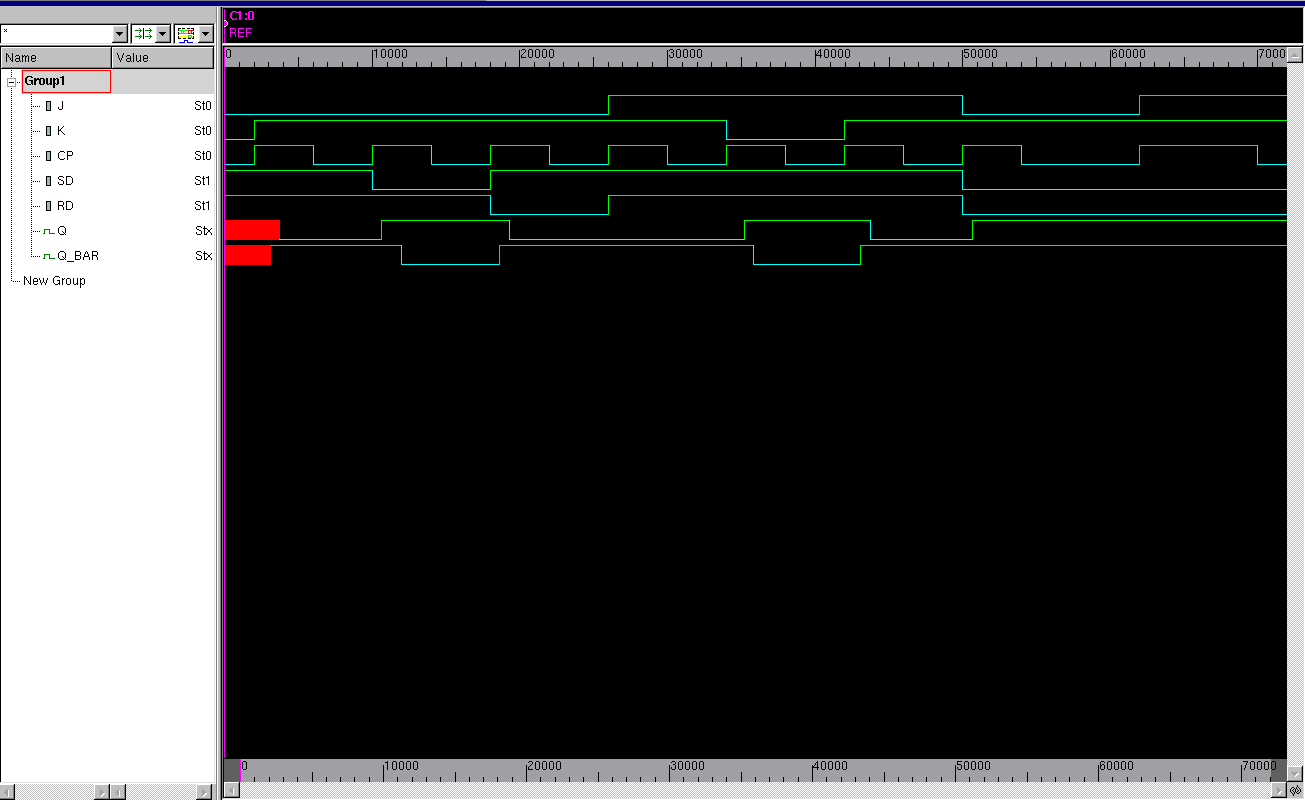 C1:0
REF
*
Name Value
0 10000 20000 30000 40000 50000 60000 7000
Group1
J St0
K St0
CP St0
SD St1
RD St1
Q Stx
Q_BAR Stx
New Group
0 10000 20000 30000 40000 50000 60000 70000